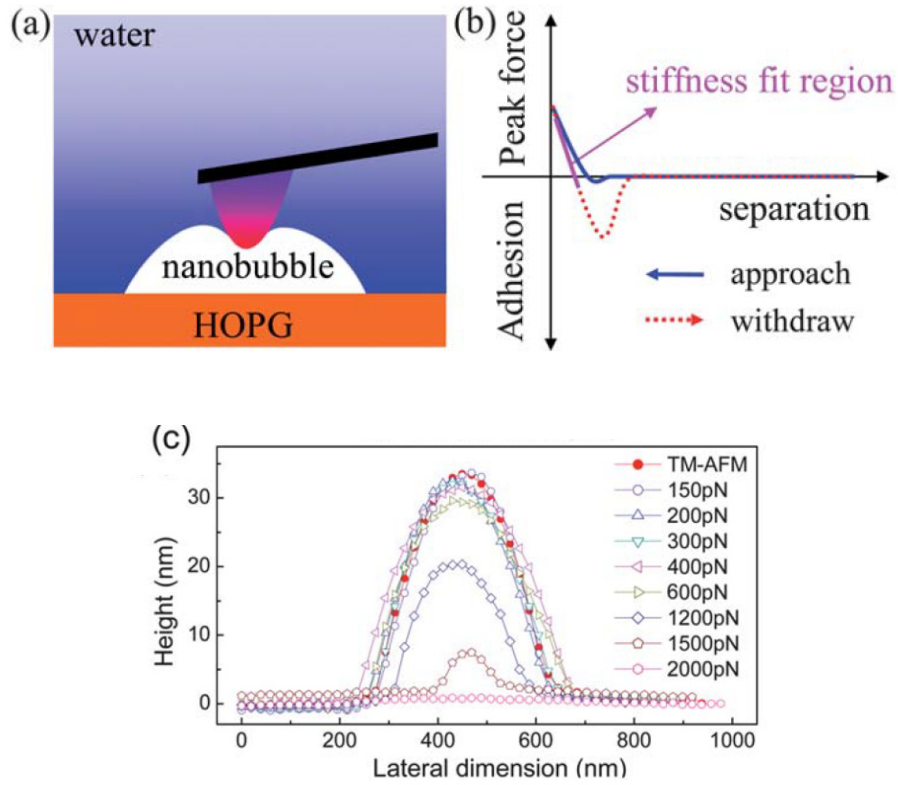 (a)
water
nanobubble
HOPG
(b)
Peak force
Adhesion
stiffness fit region
separation
approach
withdraw
(c)
Height (nm)
30
20
10
0
TM-AFM
150pN
200pN
300pN
400pN
600pN
1200pN
1500pN
2000pN
0 200 400 600 800 1000
Lateral dimension (nm)